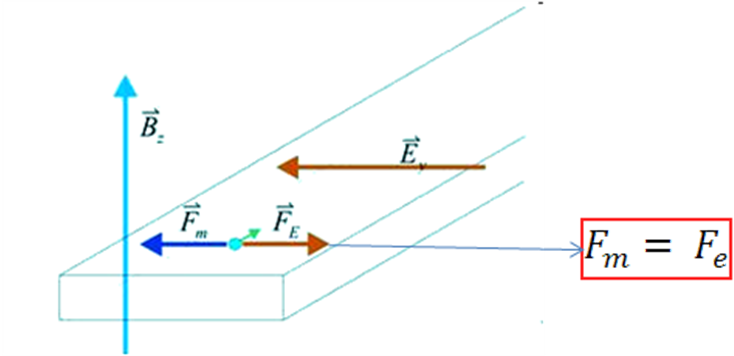 B⃗z
E⃗y
F⃗m F⃗E
Fm = Fe